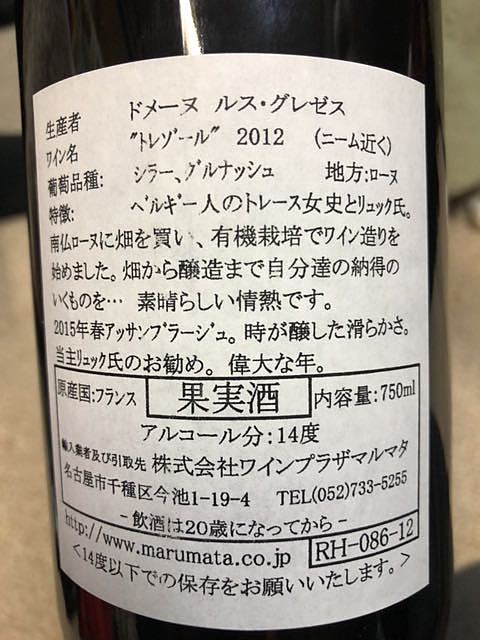 生産者 ドメーヌ ルス・グレゼス
ワイン名 "トレゾール" 2012 (ニーム近く)
葡萄品種: シラー、グルナッシュ 地方:ローヌ
特徴: ベルギー人のトレース女史とリュック氏。
南仏ローヌに畑を買い、有機栽培でワイン造りを
始めました。畑から醸造まで自分達の納得の
いくものを… 素晴らしい情熱です。
2015年春アッサンブラージュ。時が醸した滑らかさ。
当主リュック氏のお勧め。偉大な年。
原産国:フランス 果実酒 内容量:750ml
アルコール分:14度
輸入業者及び引取先 株式会社ワインプラザマルマタ
名古屋市千種区今池1-19-4 TEL(052)733-5255
- 飲酒は20歳になってから -
http://www.marumata.co.jp RH-086-12
<14度以下での保存をお願いいたします。>